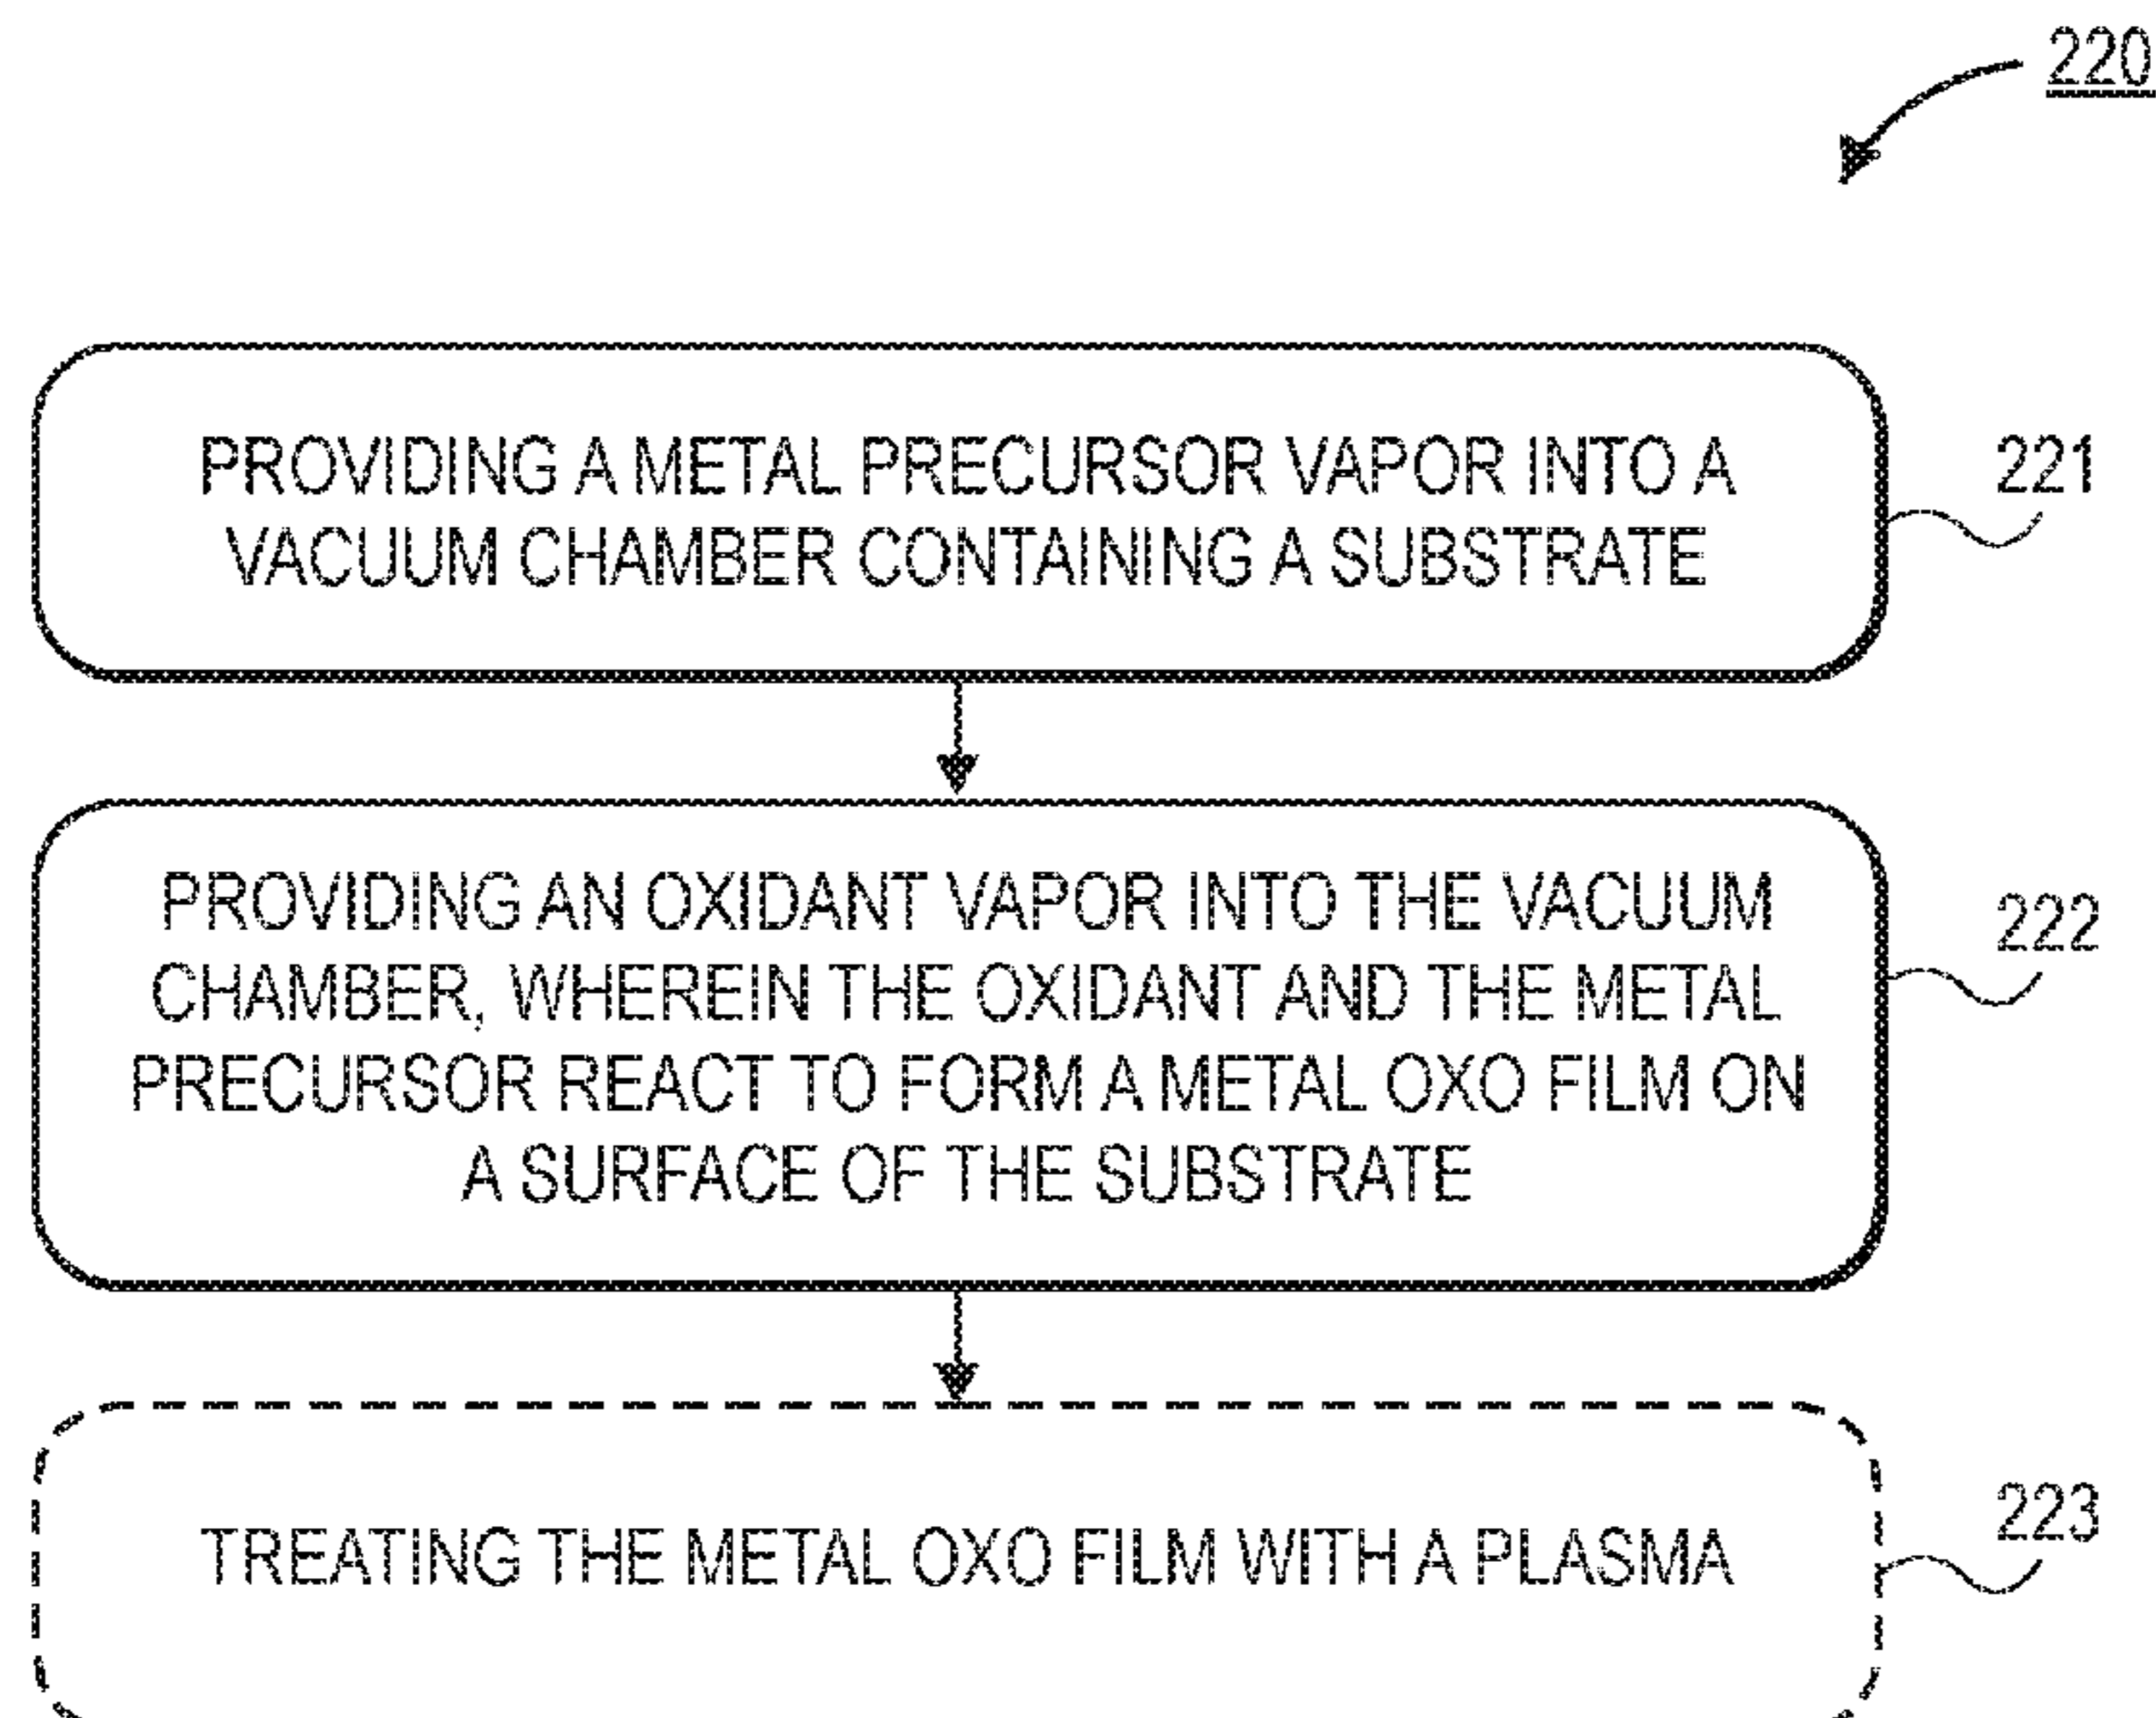 220
PROVIDING A METAL PRECURSOR VAPOR INTO A
VACUUM CHAMBER CONTAINING A SUBSTRATE
221
PROVIDING AN OXIDANT VAPOR INTO THE VACUUM
CHAMBER, WHEREIN THE OXIDANT AND THE METAL
PRECURSOR REACT TO FORM A METAL OXO FILM ON
A SURFACE OF THE SUBSTRATE
222
TREATING THE METAL OXO FILM WITH A PLASMA
223